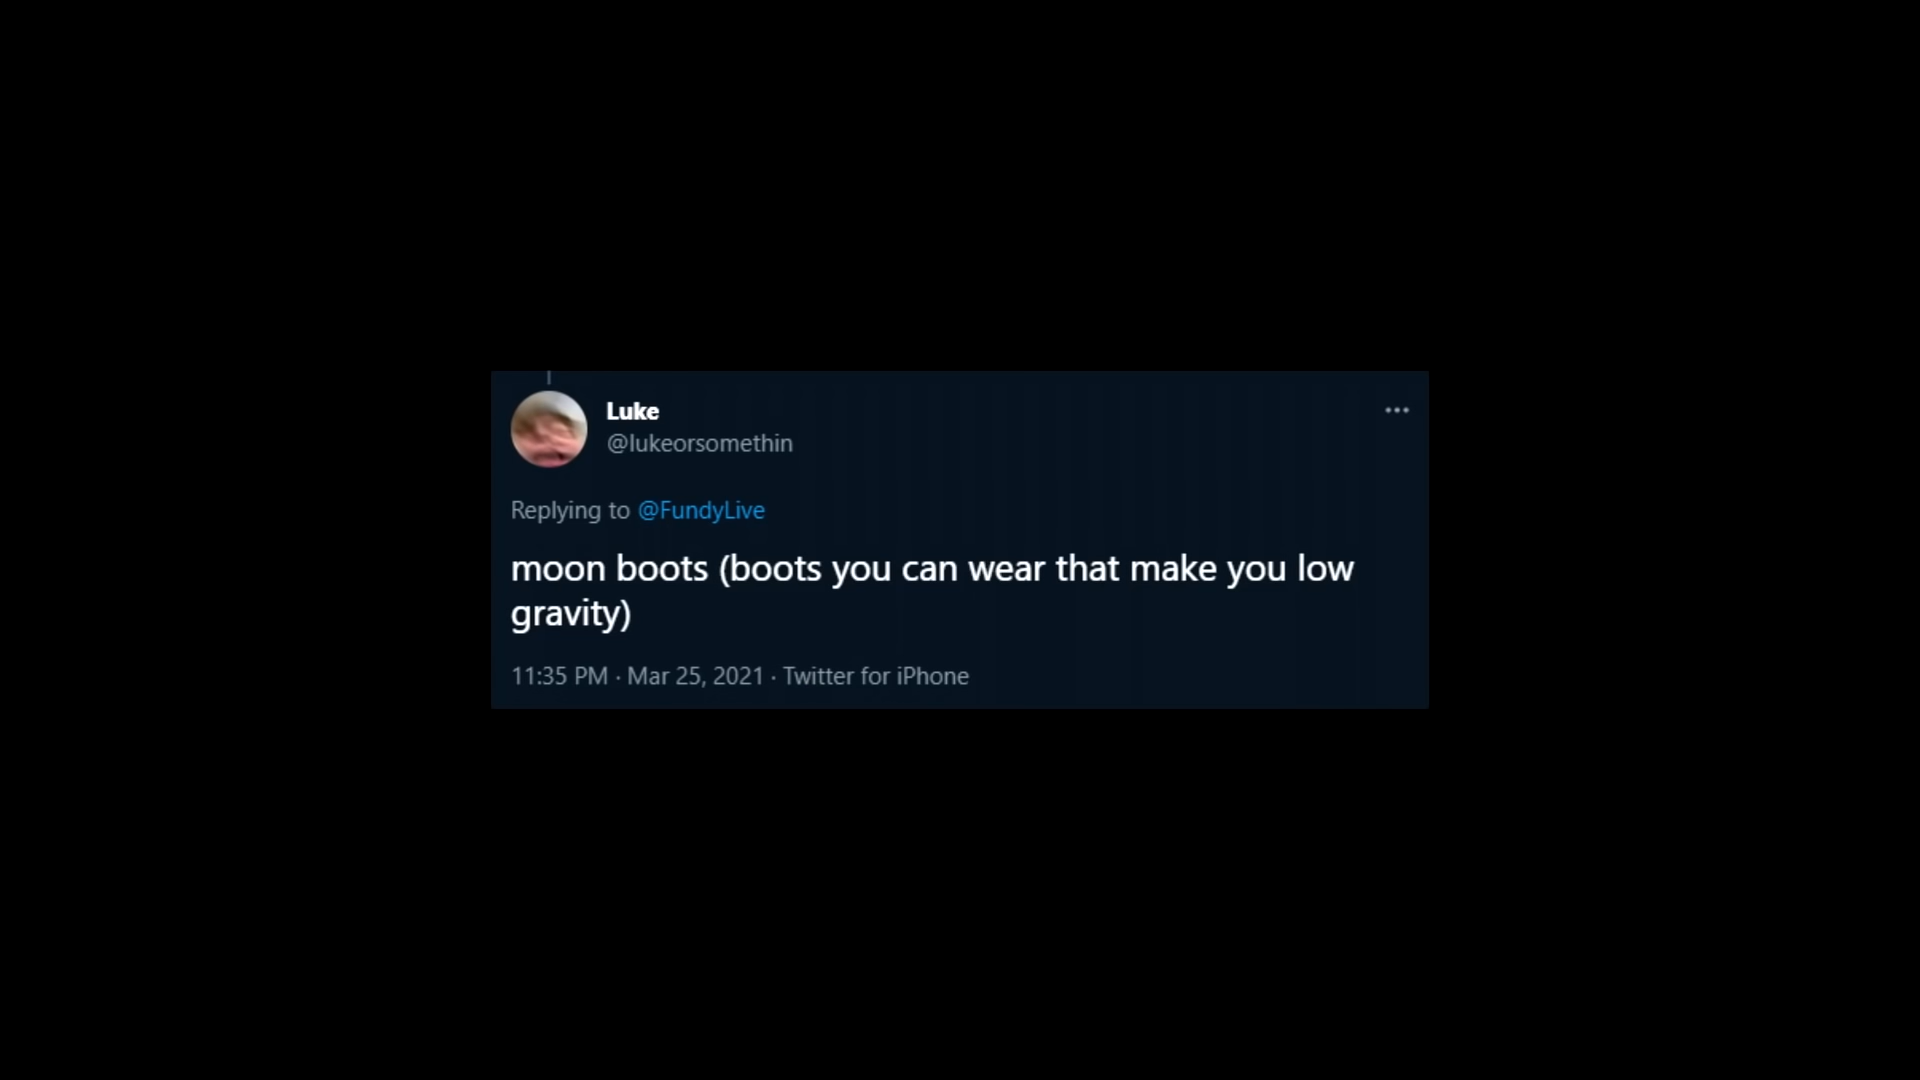 Luke
@lukeorsomethin
Replying to @FundyLive
moon boots (boots you can wear that make you low
gravity)
11:35 PM · Mar 25, 2021 · Twitter for iPhone